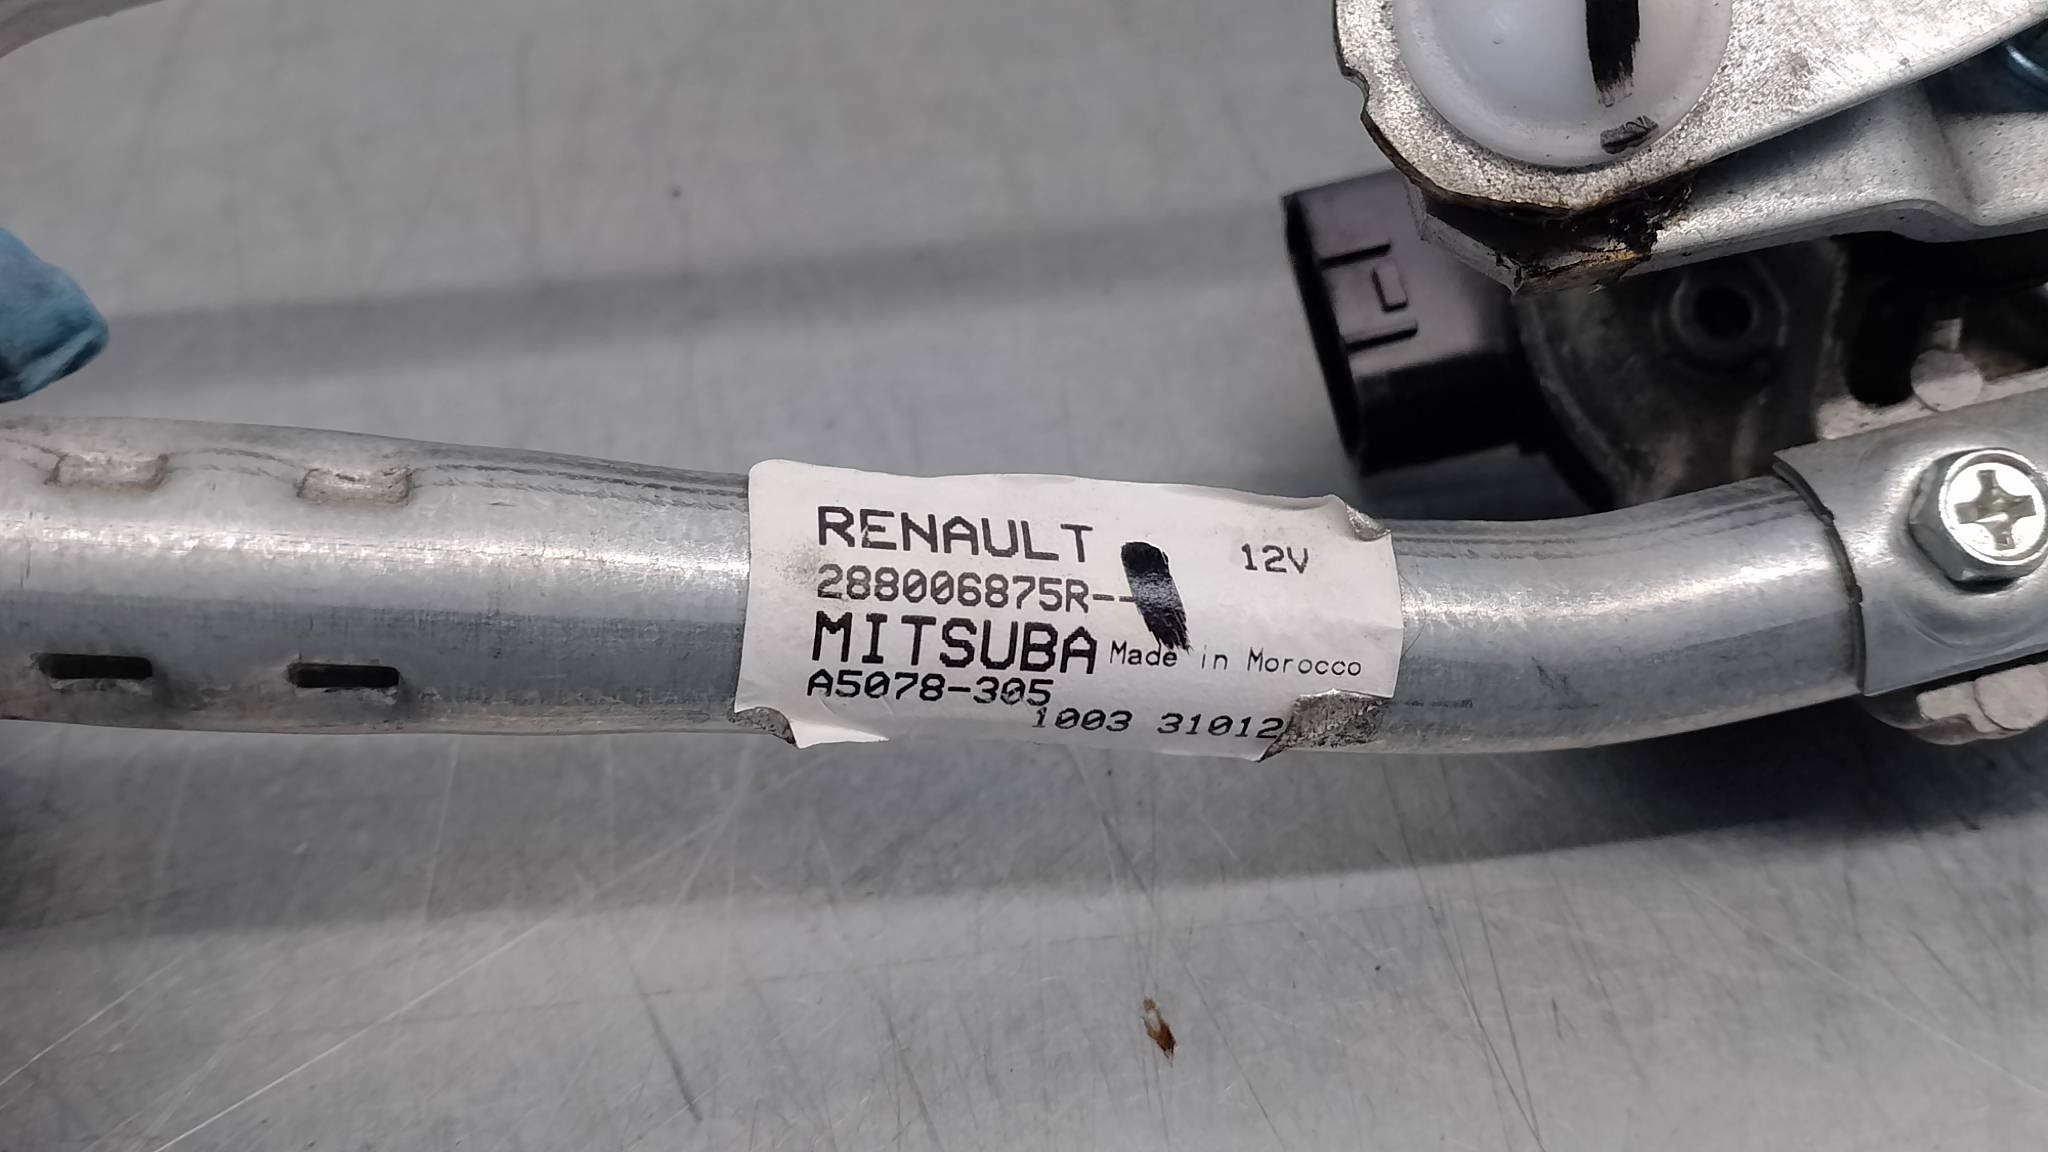 RENAULT 12V
288006875R--
MITSUBA Made in Morocco
A5078-305
1003 31012